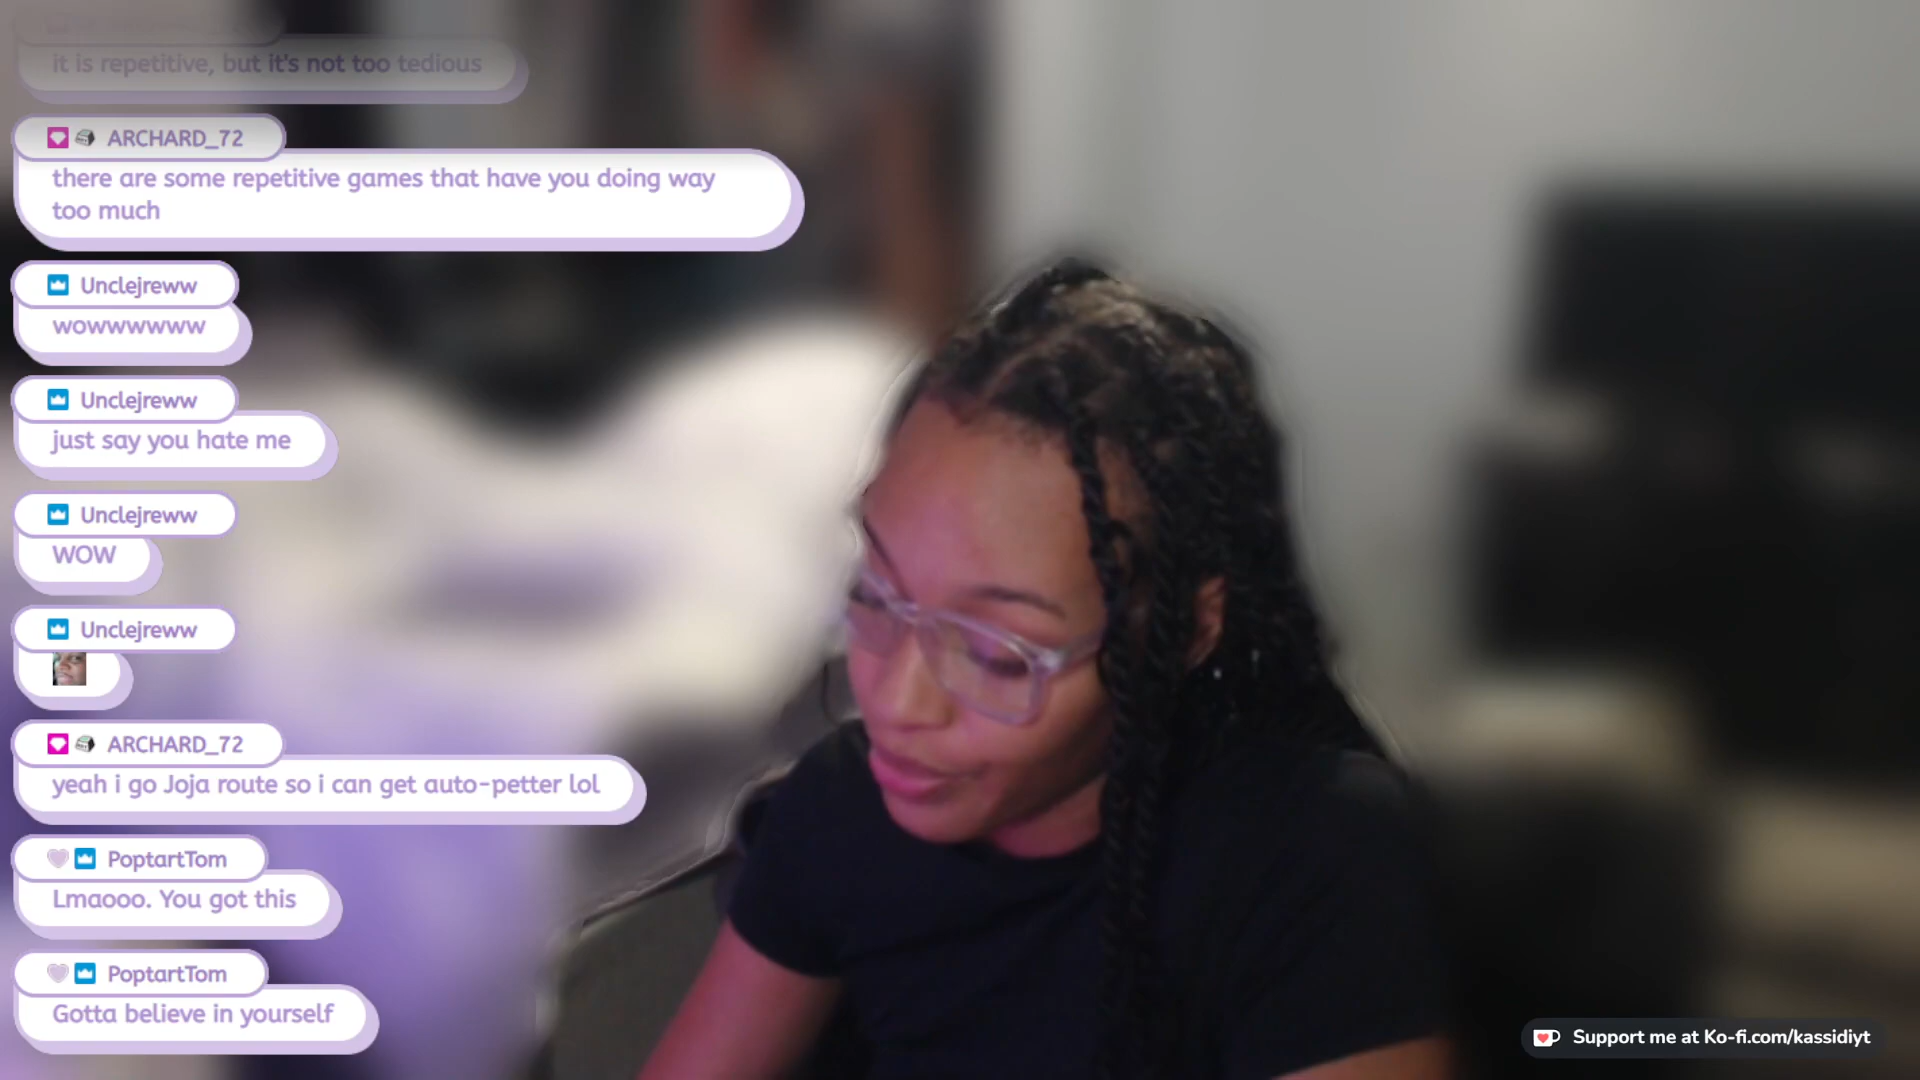 it is repetitive, but it's not too tedious
ARCHARD_72
there are some repetitive games that have you doing way
too much
Unclejreww
wowwwwww
Unclejreww
just say you hate me
Unclejreww
WOW
Unclejreww
ARCHARD_72
yeah i go Joja route so i can get auto-petter lol
PoptartTom
Lmaooo. You got this
PoptartTom
Gotta believe in yourself
Support me at Ko-fi.com/kassidiyt